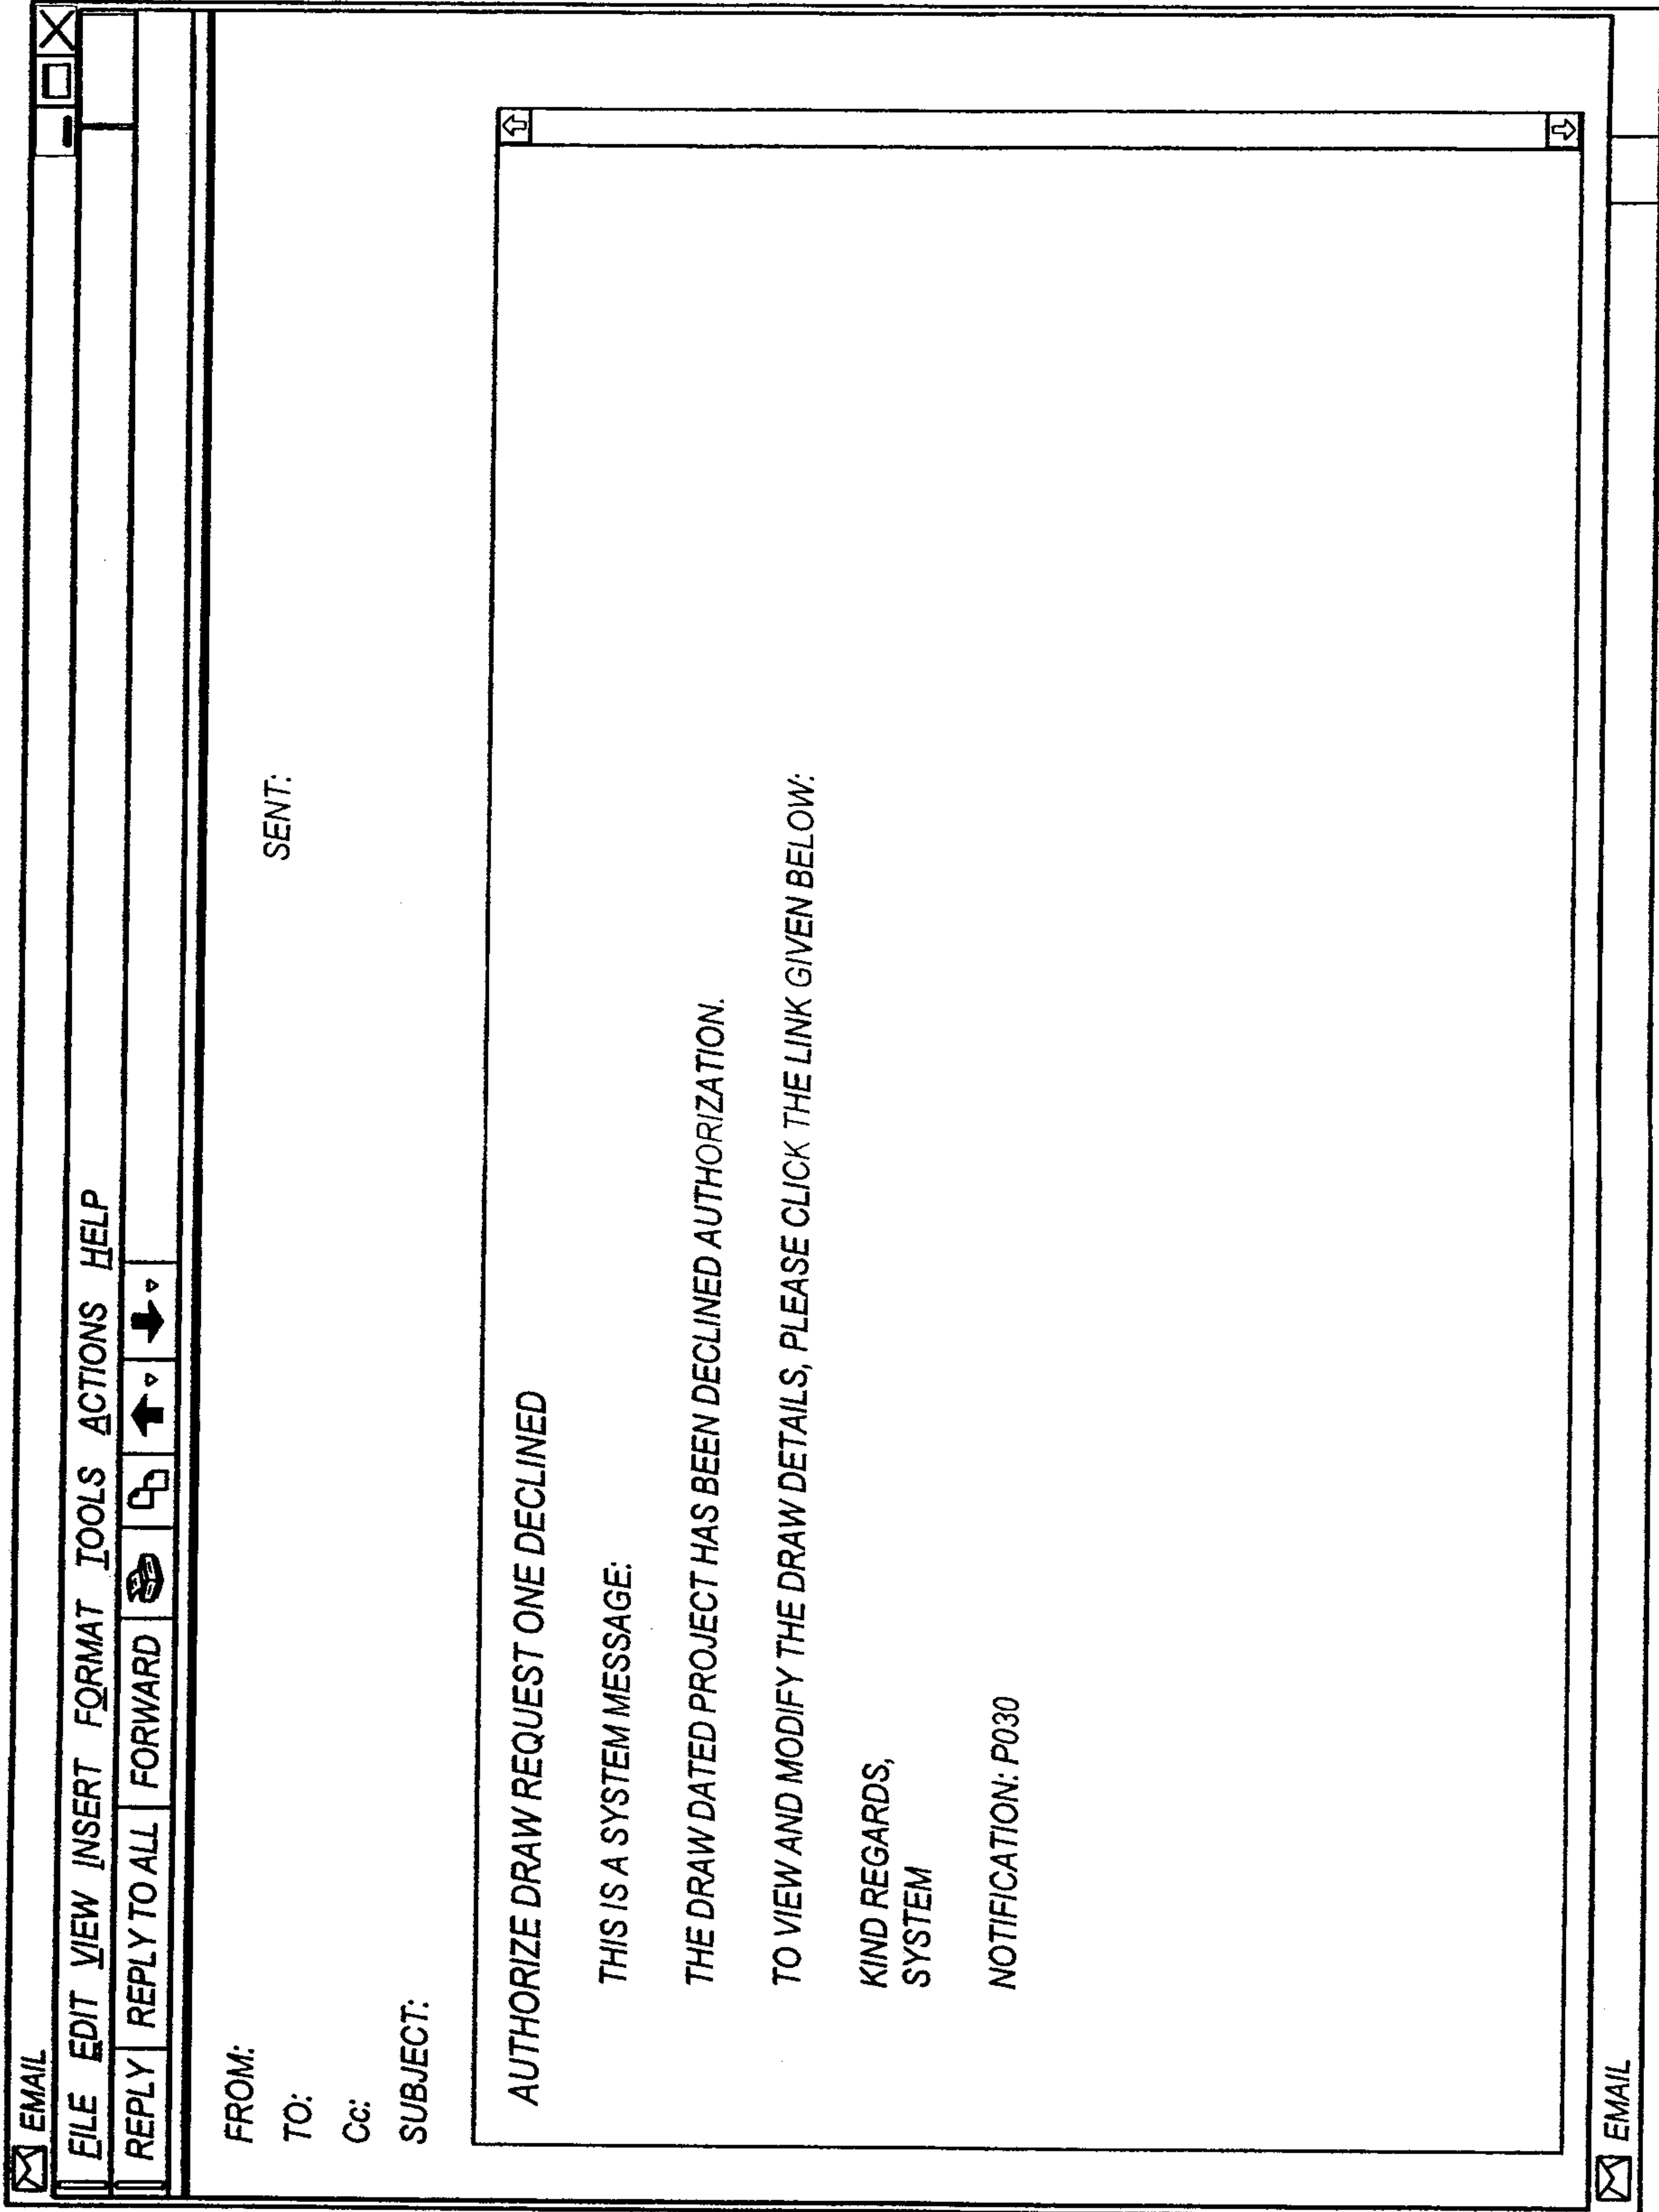 EMAIL
FILE EDIT VIEW INSERT FORMAT TOOLS ACTIONS HELP
REPLY REPLY TO ALL FORWARD
FROM:
SENT:
TO:
Cc:
SUBJECT:
AUTHORIZE DRAW REQUEST ONE DECLINED
THIS IS A SYSTEM MESSAGE:
THE DRAW DATED PROJECT HAS BEEN DECLINED AUTHORIZATION.
TO VIEW AND MODIFY THE DRAW DETAILS, PLEASE CLICK THE LINK GIVEN BELOW:
KIND REGARDS,
SYSTEM
NOTIFICATION: P030
EMAIL